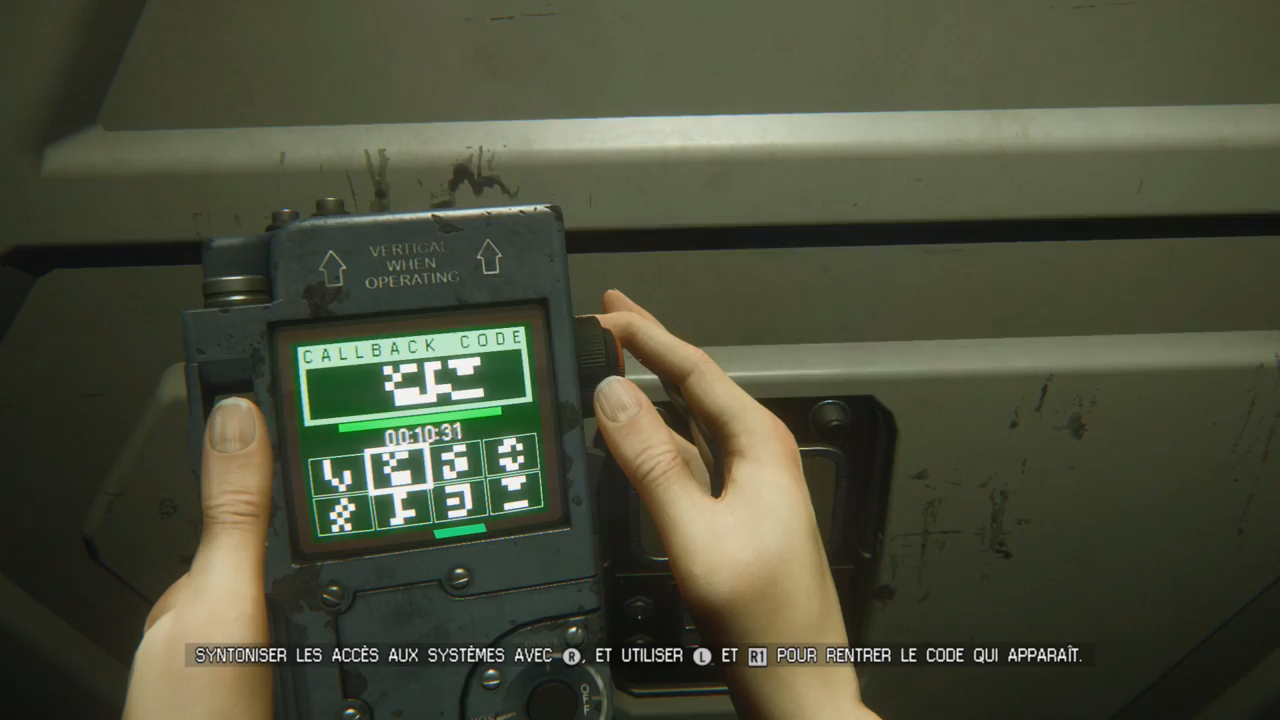 VERTICAL
WHEN
OPERATING
CALLBACK CODE
00:10:31
OFF
SYNTONISER LES ACCÈS AUX SYSTÈMES AVEC R, ET UTILISER L ET R1 POUR RENTRER LE CODE QUI APPARAÎT.